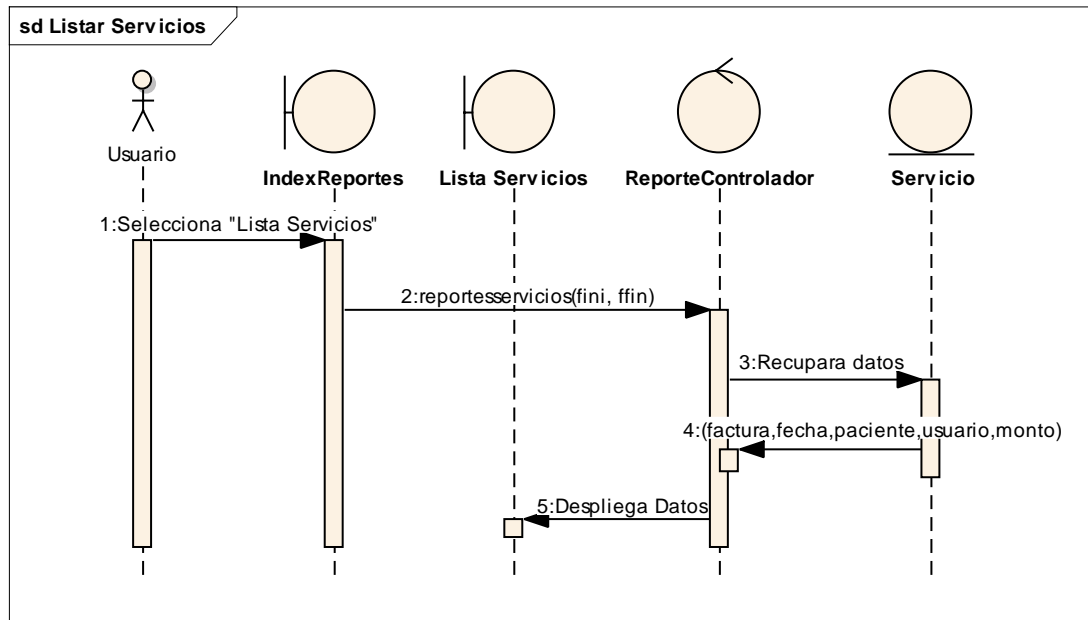 sd Listar Servicios
Usuario
IndexReportes
Lista Servicios
ReporteControlador
Servicio
1:Selecciona "Lista Servicios"
2:reportesservicios(fini, ffin)
3:Recupara datos
4:(factura,fecha,paciente,usuario,monto)
5:Despliega Datos